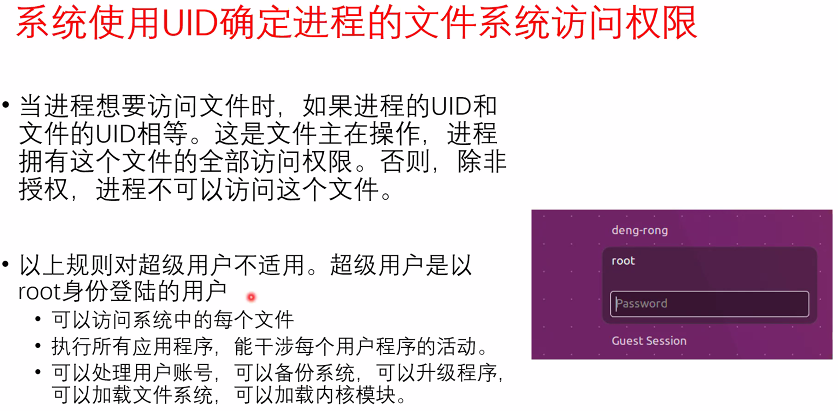 系统使用UID确定进程的文件系统访问权限
• 当进程想要访问文件时，如果进程的UID和
文件的UID相等。这是文件主在操作，进程
拥有这个文件的全部访问权限。否则，除非
授权，进程不可以访问这个文件。
• 以上规则对超级用户不适用。超级用户是以
root身份登陆的用户
• 可以访问系统中的每个文件
• 执行所有应用程序，能干涉每个用户程序的活动。
• 可以处理用户账号，可以备份系统，可以升级程序，
可以加载文件系统，可以加载内核模块。
deng-rong
root
Password
Guest Session